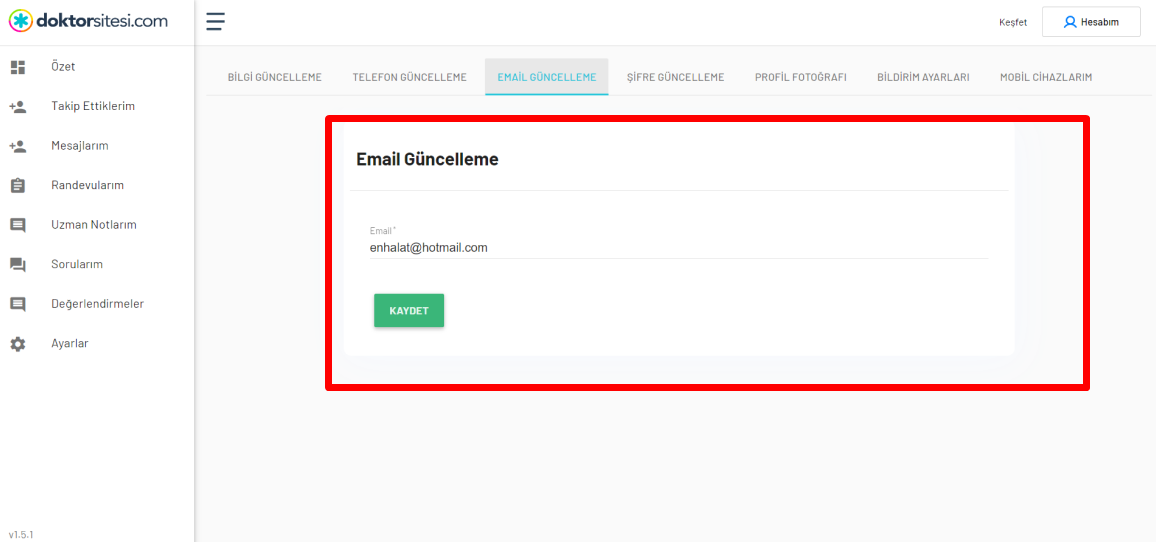 doktorsitesi.com
Keşfet
Hesabım
Özet
Takip Ettiklerim
Mesajlarım
Randevularım
Uzman Notlarım
Sorularım
Değerlendirmeler
Ayarlar
v1.5.1
BİLGİ GÜNCELLEME TELEFON GÜNCELLEME EMAİL GÜNCELLEME ŞİFRE GÜNCELLEME PROFİL FOTOĞRAFI BİLDİRİM AYARLARI MOBİL CİHAZLARIM
Email Güncelleme
Email*
enhalat@hotmail.com
KAYDET